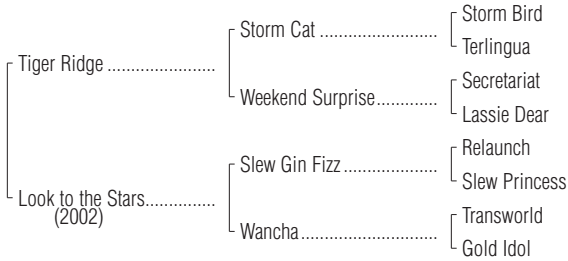 Storm Bird
Storm Cat ........................
Terlingua
Tiger Ridge ......................
Secretariat
Weekend Surprise.............
Lassie Dear
Relaunch
Slew Gin Fizz ...................
Slew Princess
Look to the Stars..............
(2002)
Transworld
Wancha ............................
Gold Idol